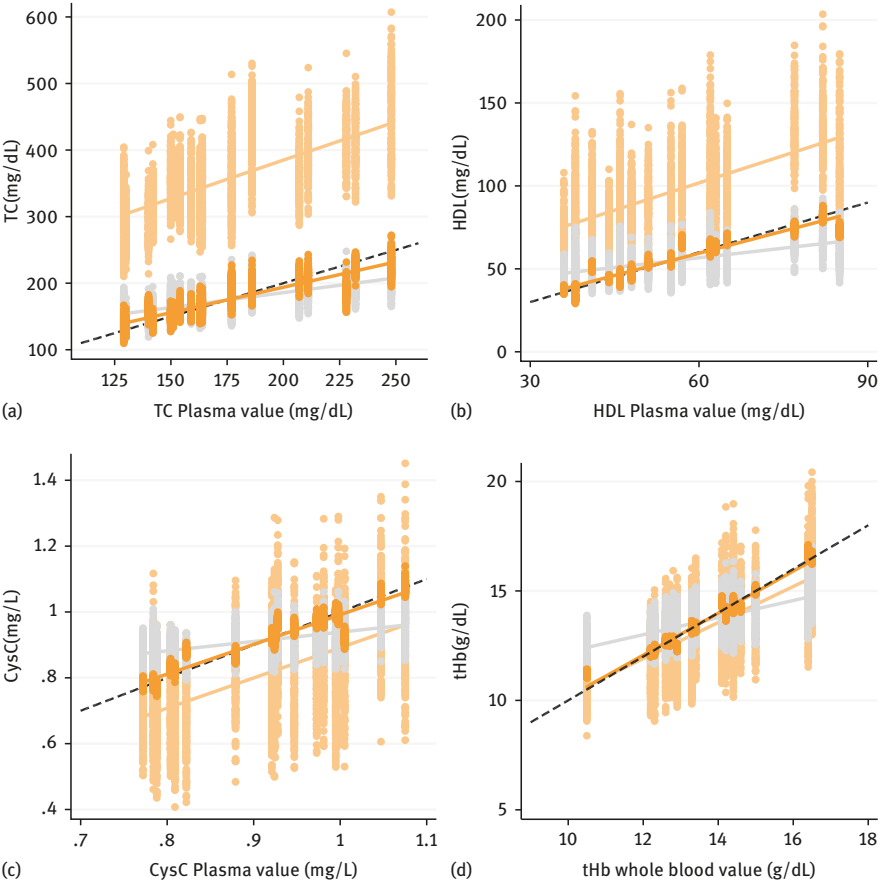 600
500
400
300
200
100
TC(mg/dL)
125 150 175 200 225 250
(a) TC Plasma value (mg/dL)
200
150
100
50
0
HDL(mg/dL)
30 60 90
(b) HDL Plasma value (mg/dL)
1.4
1.2
1
.8
.6
.4
CysC(mg/L)
.7 .8 .9 1 1.1
(c) CysC Plasma value (mg/L)
20
15
10
5
tHb(g/dL)
10 12 14 16 18
(d) tHb whole blood value (g/dL)